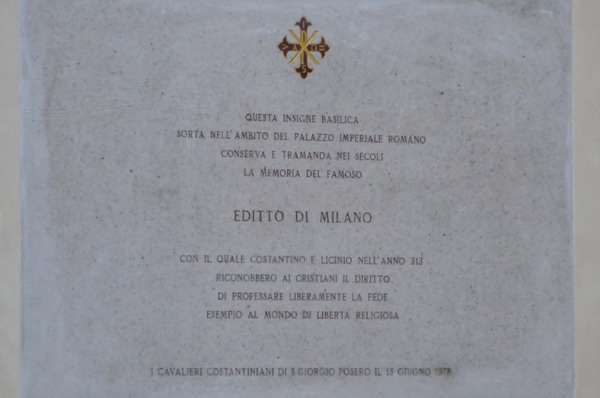 QUESTA INSIGNE BASILICA
SORTA NELL'AMBITO DEL PALAZZO IMPERIALE ROMANO
CONSERVA E TRAMANDA NEI SECOLI
LA MEMORIA DEL FAMOSO
EDITTO DI MILANO
CON IL QUALE COSTANTINO E LICINIO NELL'ANNO 313
RICONOBBERO AI CRISTIANI IL DIRITTO
DI PROFESSARE LIBERAMENTE LA FEDE
ESEMPIO AL MONDO DI LIBERTÀ RELIGIOSA
I CAVALIERI COSTANTINIANI DI S. GIORGIO POSERO IL 13 GIUGNO